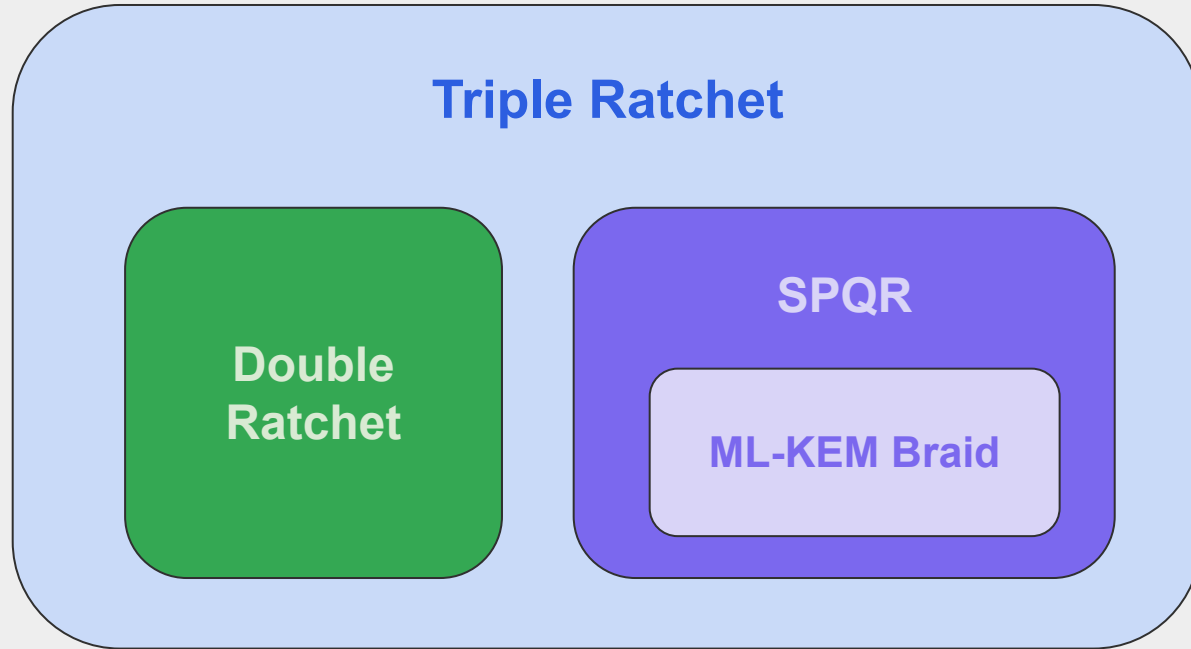 Triple Ratchet
Double
Ratchet
SPQR
ML-KEM Braid